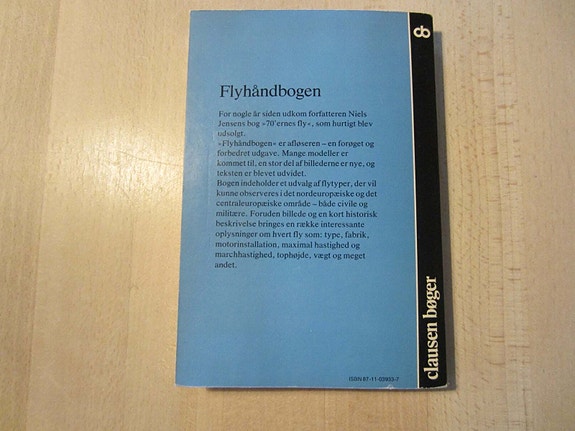 Flyhåndbogen
For nogle år siden udkom forfatteren Niels
Jensens bog »70'ernes fly«, som hurtigt blev
udsolgt.
»Flyhåndbogen« er afløseren – en forøget og
forbedret udgave. Mange modeller er
kommet til, en stor del af billederne er nye, og
teksten er blevet udvidet.
Bogen indeholder et udvalg af flytyper, der vil
kunne observeres i det nordeuropæiske og det
centraleuropæiske område – både civile og
militære. Foruden billede og en kort historisk
beskrivelse bringes en række interessante
oplysninger om hvert fly som: type, fabrik,
motorinstallation, maximal hastighed og
marchhastighed, tophøjde, vægt og meget
andet.
clausen bøger